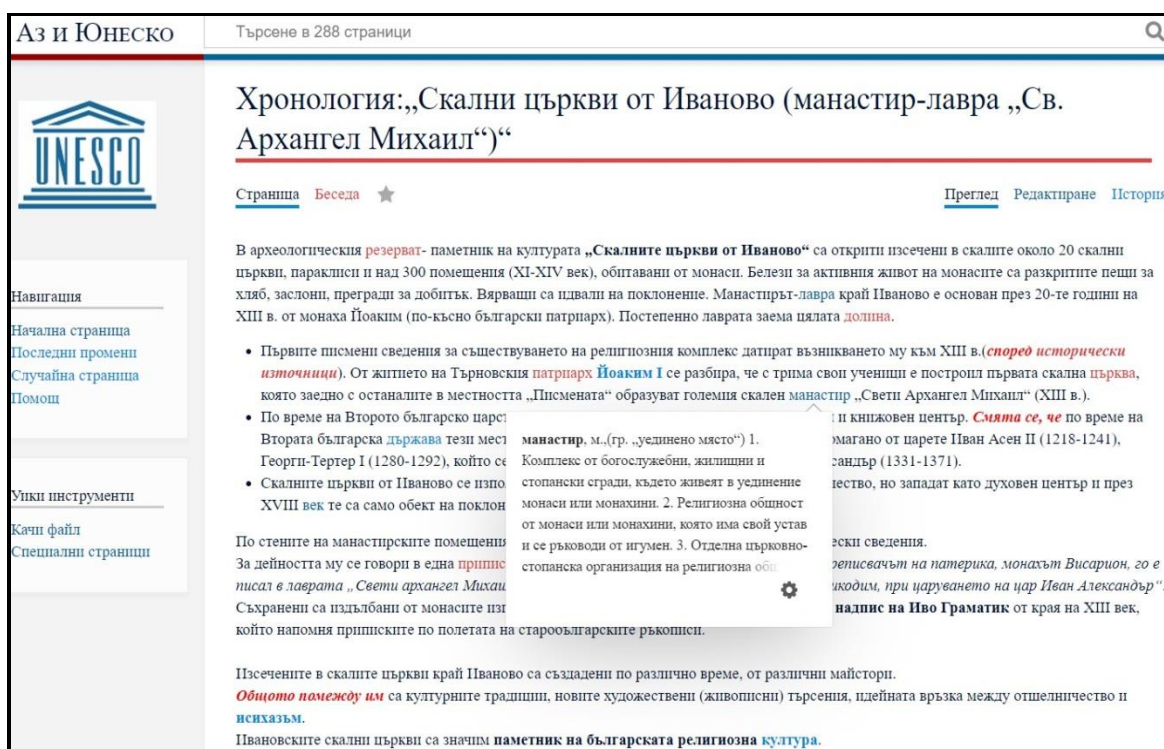 Аз и Юнеско
Търсене в 288 страници
UNESCO
Хронология:„Скални църкви от Иваново (манастир-лавра „Св.
Архангел Михаил“)“
Страница Беседа
Преглед Редактиране История
Навигация
Начална страница
Последни промени
Случайна страница
Помощ
Уики инструменти
Качи файл
Специални страници
В археологическия резерват- паметник на културата „Скалните църкви от Иваново“ са открити изсечени в скалите около 20 скални
църкви, параклиси и над 300 помещения (XI-XIV век), обитавани от монаси. Белези за активния живот на монасите са разкритите пещи за
хляб, заслони, прегради за добитък. Вярващи са идвали на поклонение. Манастирът-лавра край Иваново е основан през 20-те години на
XIII в. от монаха Йоаким (по-късно български патриарх). Постепенно лаврата заема цялата долина.
Първите писмени сведения за съществуването на религиозния комплекс датират възникването му към XIII в.(според исторически
източници). От житието на Търновския патриарх Йоаким I се разбира, че с трима свои ученици е построил първата скална църква,
която заедно с останалите в местността „Писмената“ образуват големия скален манастир „Свети Архангел Михаил“ (XIII в.).
По време на Второто българско царс и книжовен център. Смята се, че по време на
Втората българска държава тези мест омагано от царете Иван Асен II (1218-1241),
Георги-Тертер I (1280-1292), който се сандър (1331-1371).
Скалните църкви от Иваново се изпо чество, но западат като духовен център и през
XVIII век те са само обект на поклон
манастир, м.,(гр. „уединено място“) 1.
Комплекс от богослужебни, жилищни и
стопански сгради, където живеят в уединение
монаси или монахини. 2. Религиозна общност
от монаси или монахини, която има свой устав
и се ръководи от игумен. 3. Отделна църковно-
стопанска организация на религиозна общ
По стените на манастирските помещения ески сведения.
За дейността му се говори в една припис реписвачът на патерика, монахът Висарион, го е
писал в лаврата „Свети архангел Михаи икодим, при царуването на цар Иван Александър“.
Съхранени са издълбани от монасите изп надпис на Иво Граматик от края на XIII век,
който напомня приписките по полетата на старобългарските ръкописи.
Изсечените в скалите църкви край Иваново са създадени по различно време, от различни майстори.
Общото помежду им са културните традиции, новите художествени (живописни) търсения, идейната връзка между отшелничество и
исихазъм.
Ивановските скални църкви са значим паметник на българската религиозна култура.